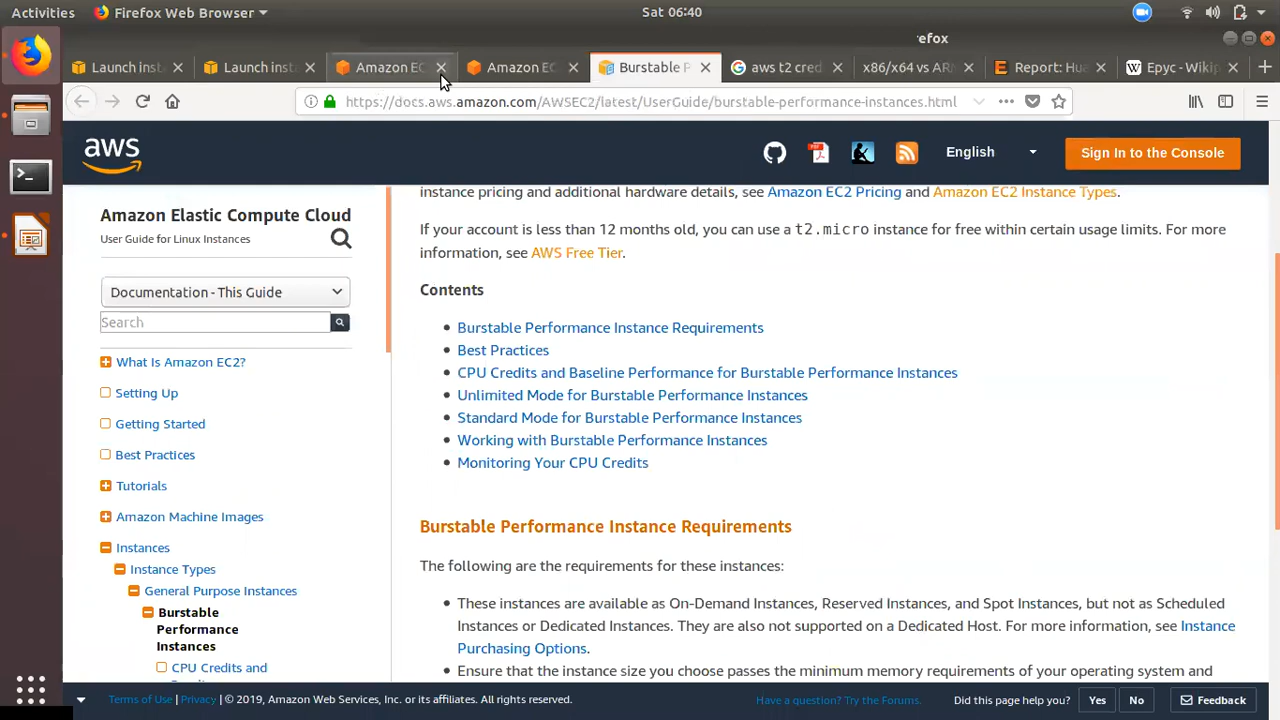 Activities Firefox Web Browser Sat 06:40
refox
Launch inst Launch inst Amazon EC Amazon EC Burstable P aws t2 cred x86/x64 vs AR Report: Hua Epyc - Wikip
https://docs.aws.amazon.com/AWSEC2/latest/UserGuide/burstable-performance-instances.html
aws PDF English Sign In to the Console
Amazon Elastic Compute Cloud
User Guide for Linux Instances
Documentation - This Guide
Search
What Is Amazon EC2?
Setting Up
Getting Started
Best Practices
Tutorials
Amazon Machine Images
Instances
Instance Types
General Purpose Instances
Burstable
Performance
Instances
CPU Credits and
instance pricing and additional hardware details, see Amazon EC2 Pricing and Amazon EC2 Instance Types.
If your account is less than 12 months old, you can use a t2.micro instance for free within certain usage limits. For more
information, see AWS Free Tier.
Contents
• Burstable Performance Instance Requirements
• Best Practices
• CPU Credits and Baseline Performance for Burstable Performance Instances
• Unlimited Mode for Burstable Performance Instances
• Standard Mode for Burstable Performance Instances
• Working with Burstable Performance Instances
• Monitoring Your CPU Credits
Burstable Performance Instance Requirements
The following are the requirements for these instances:
• These instances are available as On-Demand Instances, Reserved Instances, and Spot Instances, but not as Scheduled
Instances or Dedicated Instances. They are also not supported on a Dedicated Host. For more information, see Instance
Purchasing Options.
• Ensure that the instance size you choose passes the minimum memory requirements of your operating system and
Terms of Use | Privacy | © 2019, Amazon Web Services, Inc. or its affiliates. All rights reserved. Have a question? Try the Forums. Did this page help you? Yes No Feedback